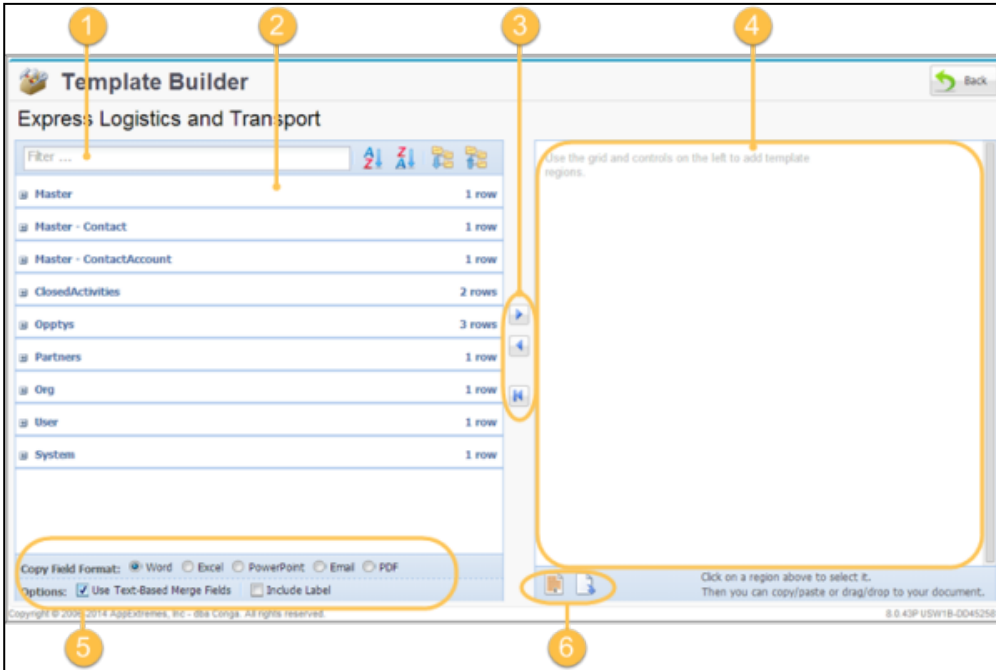 1 2 3 4
Template Builder
Back
Express Logistics and Transport
Filter ...
A Z Z A
Use the grid and controls on the left to add template
regions.
Master 1 row
Master - Contact 1 row
Master - ContactAccount 1 row
ClosedActivities 2 rows
Opptys 3 rows
Partners 1 row
Org 1 row
User 1 row
System 1 row
Copy Field Format: Word Excel PowerPoint Email PDF
Options: Use Text-Based Merge Fields Include Label
Click on a region above to select it.
Then you can copy/paste or drag/drop to your document.
Copyright © 2006-2014 AppExtremes, Inc - dba Conga. All rights reserved.
8.0.43P USW1B-DD45258
5 6